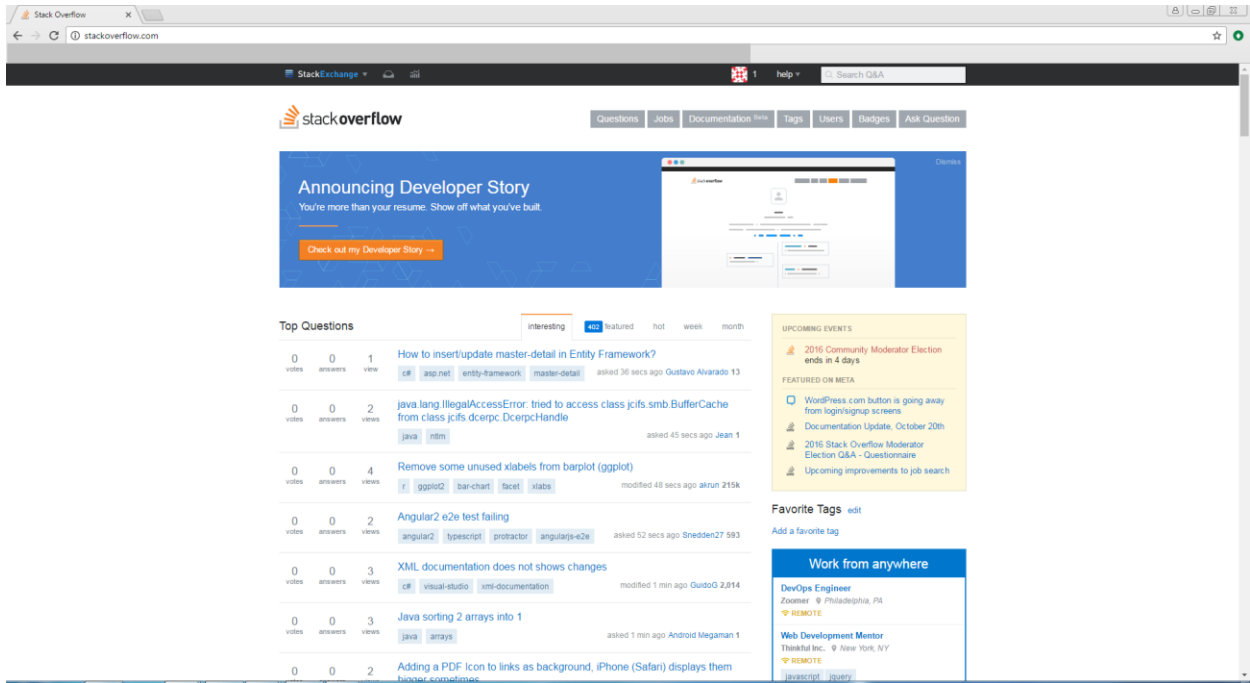 Stack Overflow
stackoverflow.com
StackExchange
1 help Search Q&A
stackoverflow
Questions Jobs Documentation Beta Tags Users Badges Ask Question
Announcing Developer Story
You're more than your resume. Show off what you've built.
Check out my Developer Story →
Dismiss
stackoverflow
Top Questions
interesting 402 featured hot week month
0 votes 0 answers 1 view
How to insert/update master-detail in Entity Framework?
c# asp.net entity-framework master-detail asked 36 secs ago Gustavo Alvarado 13
0 votes 0 answers 2 views
java.lang.IllegalAccessError: tried to access class jcifs.smb.BufferCache
from class jcifs.dcerpc.DcerpcHandle
java ntlm asked 45 secs ago Jean 1
0 votes 0 answers 4 views
Remove some unused xlabels from barplot (ggplot)
r ggplot2 bar-chart facet xlabs modified 48 secs ago akrun 215k
0 votes 0 answers 2 views
Angular2 e2e test failing
angular2 typescript protractor angularjs-e2e asked 52 secs ago Snedden27 593
0 votes 0 answers 3 views
XML documentation does not shows changes
c# visual-studio xml-documentation modified 1 min ago GuidoG 2,014
0 votes 0 answers 3 views
Java sorting 2 arrays into 1
java arrays asked 1 min ago Android Megaman 1
0 0 2
Adding a PDF Icon to links as background, iPhone (Safari) displays them
bigger sometimes
UPCOMING EVENTS
2016 Community Moderator Election
ends in 4 days
FEATURED ON META
WordPress.com button is going away
from login/signup screens
Documentation Update, October 20th
2016 Stack Overflow Moderator
Election Q&A - Questionnaire
Upcoming improvements to job search
Favorite Tags edit
Add a favorite tag
Work from anywhere
DevOps Engineer
Zoomer Philadelphia, PA
REMOTE
Web Development Mentor
Thinkful Inc. New York, NY
REMOTE
javascript jquery